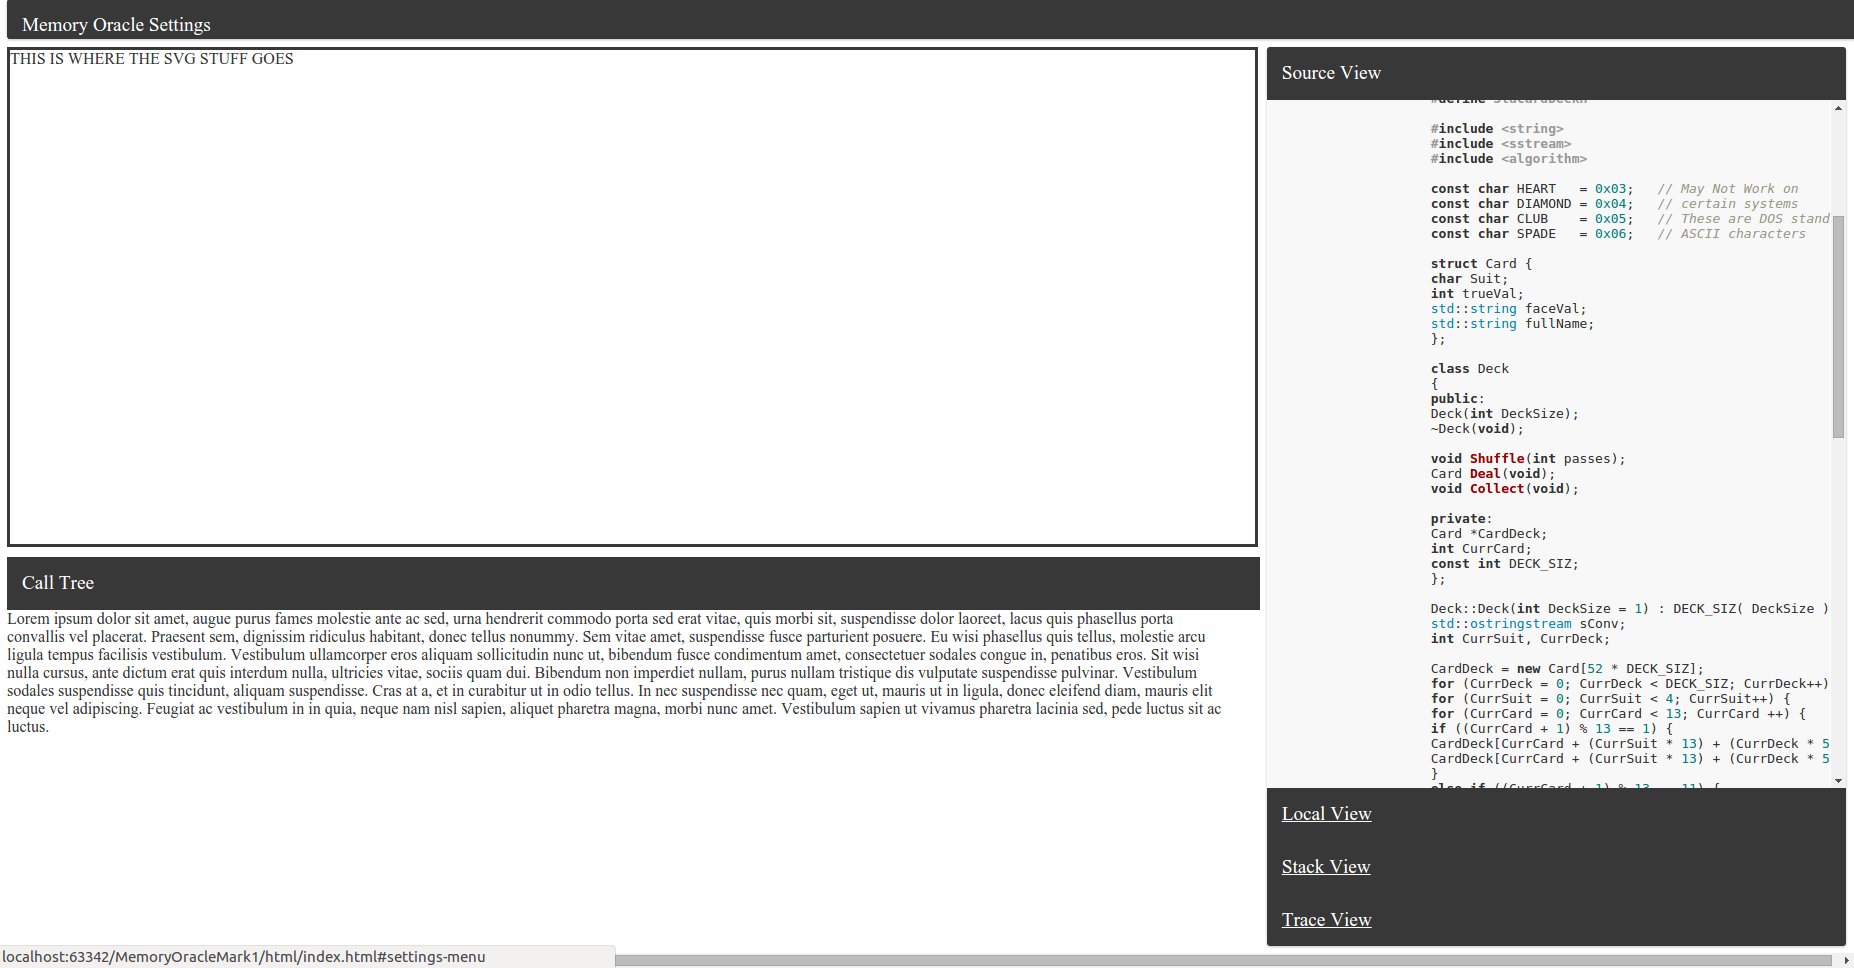 Memory Oracle Settings
THIS IS WHERE THE SVG STUFF GOES
Call Tree
Lorem ipsum dolor sit amet, augue purus fames molestie ante ac sed, urna hendrerit commodo porta sed erat vitae, quis morbi sit, suspendisse dolor laoreet, lacus quis phasellus porta
convallis vel placerat. Praesent sem, dignissim ridiculus habitant, donec tellus nonummy. Sem vitae amet, suspendisse fusce parturient posuere. Eu wisi phasellus quis tellus, molestie arcu
ligula tempus facilisis vestibulum. Vestibulum ullamcorper eros aliquam sollicitudin nunc ut, bibendum fusce condimentum amet, consectetuer sodales congue in, penatibus eros. Sit wisi
nulla cursus, ante dictum erat quis interdum nulla, ultricies vitae, sociis quam dui. Bibendum non imperdiet nullam, purus nullam tristique dis vulputate suspendisse pulvinar. Vestibulum
sodales suspendisse quis tincidunt, aliquam suspendisse. Cras at a, et in curabitur ut in odio tellus. In nec suspendisse nec quam, eget ut, mauris ut in ligula, donec eleifend diam, mauris elit
neque vel adipiscing. Feugiat ac vestibulum in in quia, neque nam nisl sapien, aliquet pharetra magna, morbi nunc amet. Vestibulum sapien ut vivamus pharetra lacinia sed, pede luctus sit ac
luctus.
Source View
#include <string>
#include <sstream>
#include <algorithm>
const char HEART   = 0x03;   // May Not Work on
const char DIAMOND = 0x04;   // certain systems
const char CLUB    = 0x05;   // These are DOS stand
const char SPADE   = 0x06;   // ASCII characters
struct Card {
char Suit;
int trueVal;
std::string faceVal;
std::string fullName;
};
class Deck
{
public:
Deck(int DeckSize);
~Deck(void);
void Shuffle(int passes);
Card Deal(void);
void Collect(void);
private:
Card *CardDeck;
int CurrCard;
const int DECK_SIZ;
};
Deck::Deck(int DeckSize = 1) : DECK_SIZ( DeckSize )
std::ostringstream sConv;
int CurrSuit, CurrDeck;
CardDeck = new Card[52 * DECK_SIZ];
for (CurrDeck = 0; CurrDeck < DECK_SIZ; CurrDeck++)
for (CurrSuit = 0; CurrSuit < 4; CurrSuit++) {
for (CurrCard = 0; CurrCard < 13; CurrCard ++) {
if ((CurrCard + 1) % 13 == 1) {
CardDeck[CurrCard + (CurrSuit * 13) + (CurrDeck * 5
CardDeck[CurrCard + (CurrSuit * 13) + (CurrDeck * 5
}
Local View
Stack View
Trace View
localhost:63342/MemoryOracleMark1/html/index.html#settings-menu